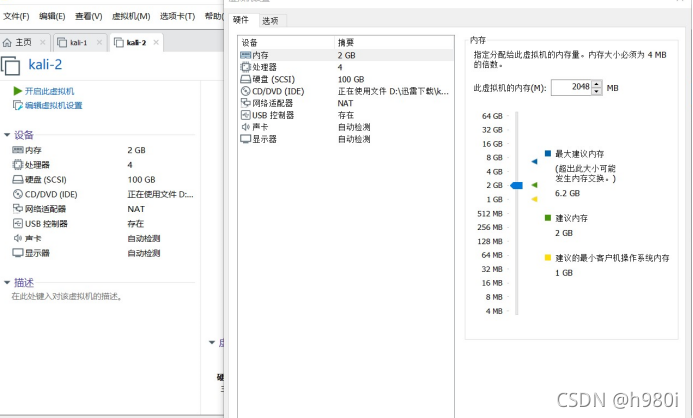 文件(F) 编辑(E) 查看(V) 虚拟机(M) 选项卡(T) 帮助(
主页 kali-1 kali-2
kali-2
开启此虚拟机
编辑虚拟机设置
设备
内存 2 GB
处理器 4
硬盘 (SCSI) 100 GB
CD/DVD (IDE) 正在使用文件 D:...
网络适配器 NAT
USB 控制器 存在
声卡 自动检测
显示器 自动检测
描述
在此处键入对该虚拟机的描述。
硬件 选项
设备 摘要
内存 2 GB
处理器 4
硬盘 (SCSI) 100 GB
CD/DVD (IDE) 正在使用文件 D:\迅雷下载\k...
网络适配器 NAT
USB 控制器 存在
声卡 自动检测
显示器 自动检测
内存
指定分配给此虚拟机的内存量。内存大小必须为 4 MB
的倍数。
此虚拟机的内存(M): 2048 MB
64 GB
32 GB
16 GB
8 GB
4 GB
2 GB
1 GB
512 MB
256 MB
128 MB
64 MB
32 MB
16 MB
8 MB
4 MB
最大建议内存
(超出此大小可能
发生内存交换。)
6.2 GB
建议内存
2 GB
建议的最小客户机操作系统内存
1 GB
CSDN @h980i